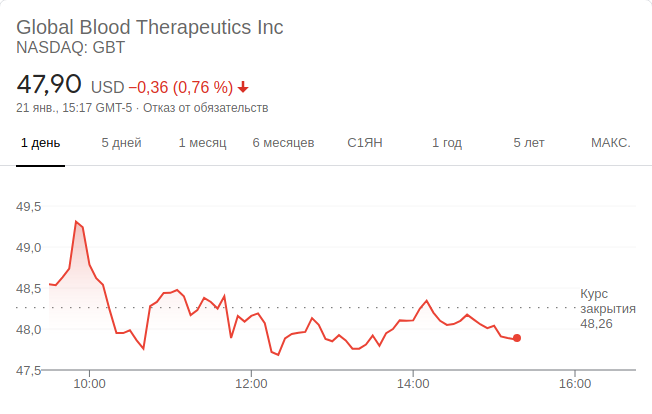 Global Blood Therapeutics Inc
NASDAQ: GBT
47,90 USD −0,36 (0,76 %)
21 янв., 15:17 GMT-5 · Отказ от обязательств
1 день 5 дней 1 месяц 6 месяцев С1ЯН 1 год 5 лет МАКС.
49,5
49,0
48,5
Курс
закрытия
48,26
48,0
47,5
10:00 12:00 14:00 16:00